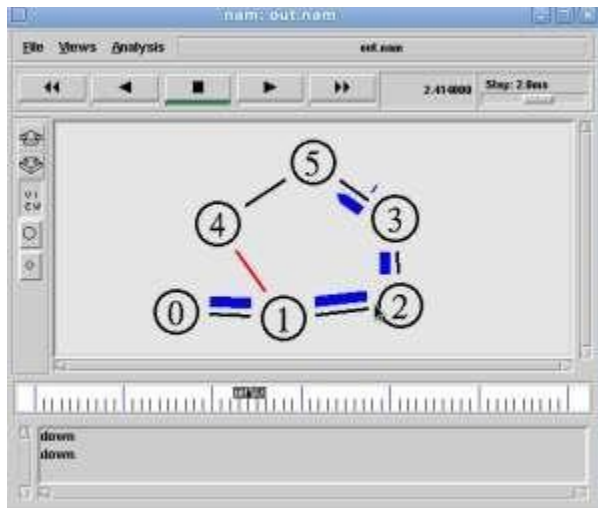 nam: out.nam
File Views Analysis out.nam
2.414000 Step: 2.0ms
5
4 3
0 1 2
down
down